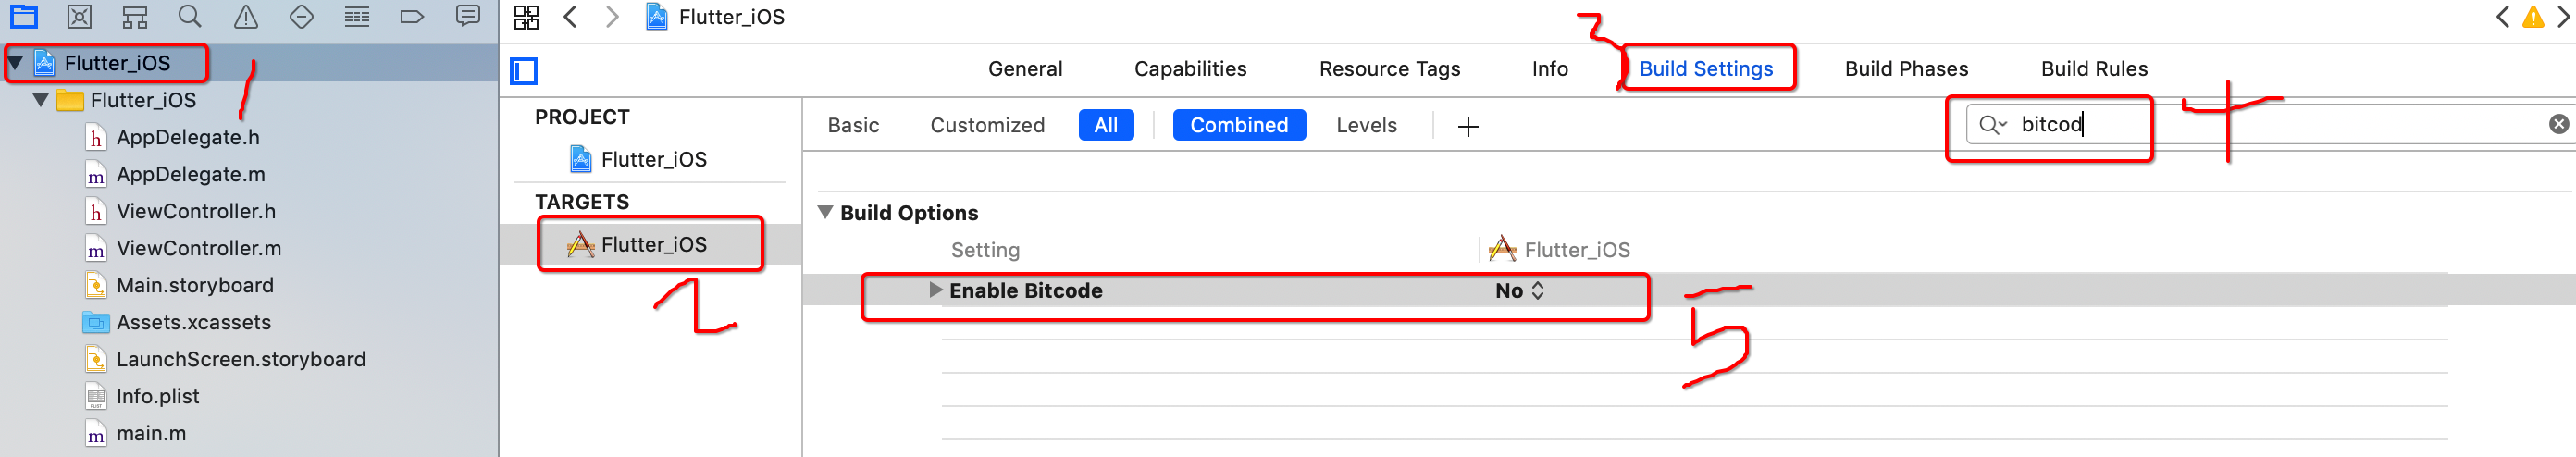 Flutter_iOS
Flutter_iOS
1
Flutter_iOS
AppDelegate.h
AppDelegate.m
ViewController.h
ViewController.m
Main.storyboard
Assets.xcassets
LaunchScreen.storyboard
Info.plist
main.m
General Capabilities Resource Tags Info Build Settings Build Phases Build Rules
3
PROJECT
Flutter_iOS
TARGETS
Flutter_iOS
2
Basic Customized All Combined Levels +
bitcod
4
Build Options
Setting Flutter_iOS
Enable Bitcode No
5